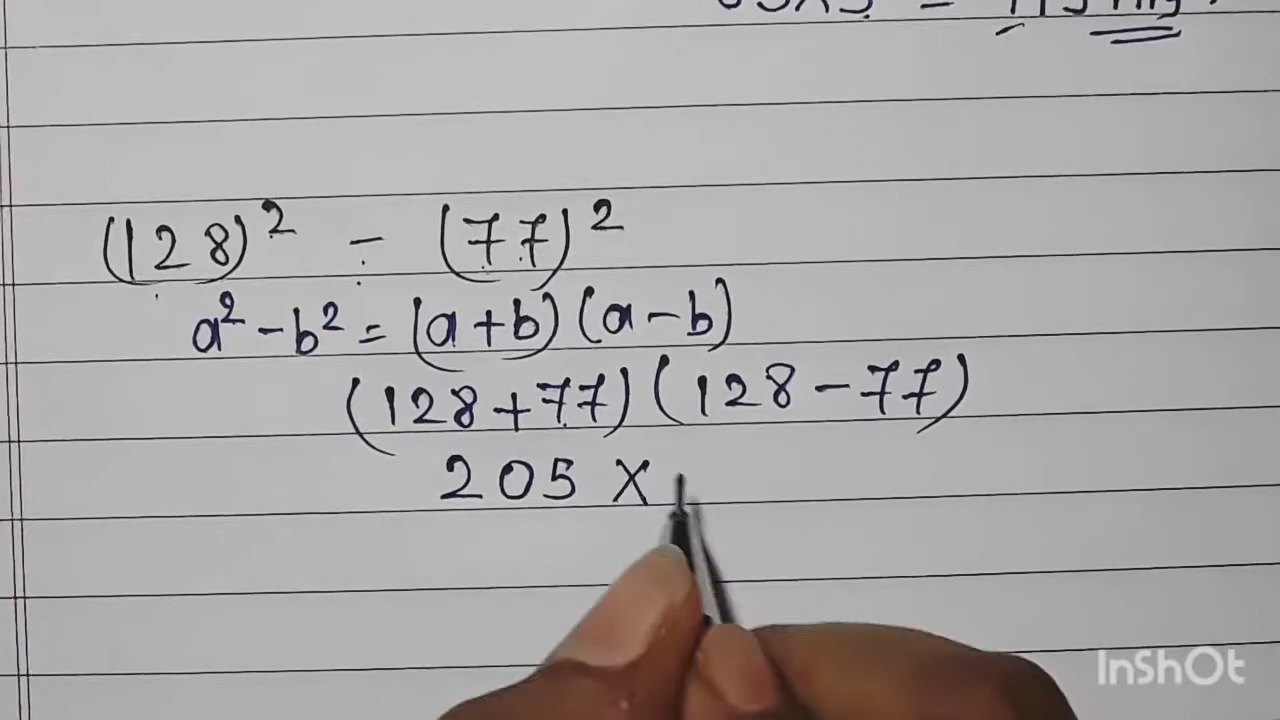 (128)² - (77)²
a² - b² = (a+b) (a-b)
(128+77) (128-77)
205 X
InShOt